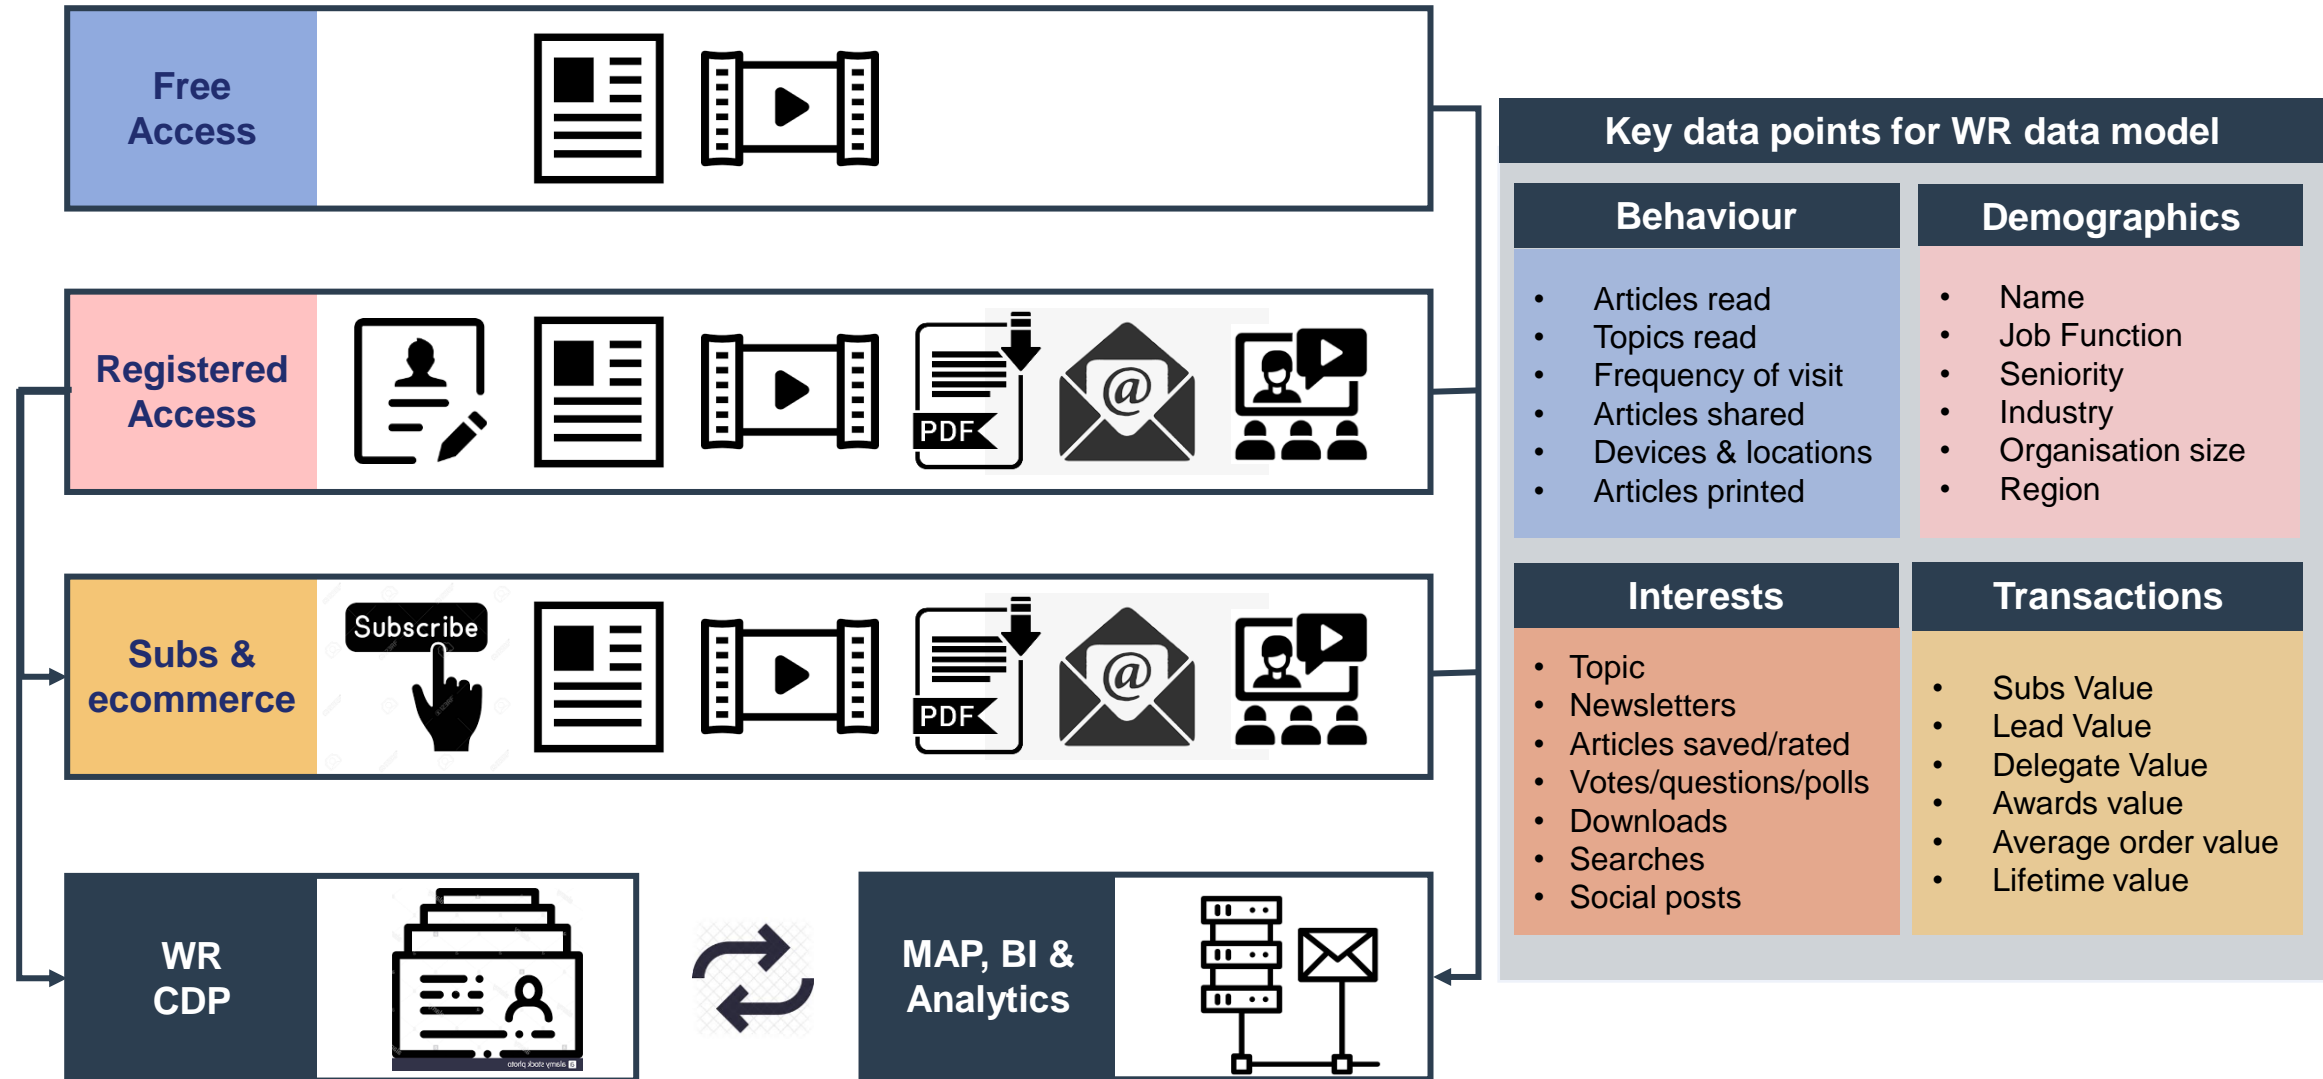 Free
Access
Registered
Access
PDF
@
Subs &
ecommerce
Subscribe
PDF
@
WR
CDP
alamy stock photo
MAP, BI &
Analytics
Key data points for WR data model
Behaviour
• Articles read
• Topics read
• Frequency of visit
• Articles shared
• Devices & locations
• Articles printed
Demographics
• Name
• Job Function
• Seniority
• Industry
• Organisation size
• Region
Interests
• Topic
• Newsletters
• Articles saved/rated
• Votes/questions/polls
• Downloads
• Searches
• Social posts
Transactions
• Subs Value
• Lead Value
• Delegate Value
• Awards value
• Average order value
• Lifetime value